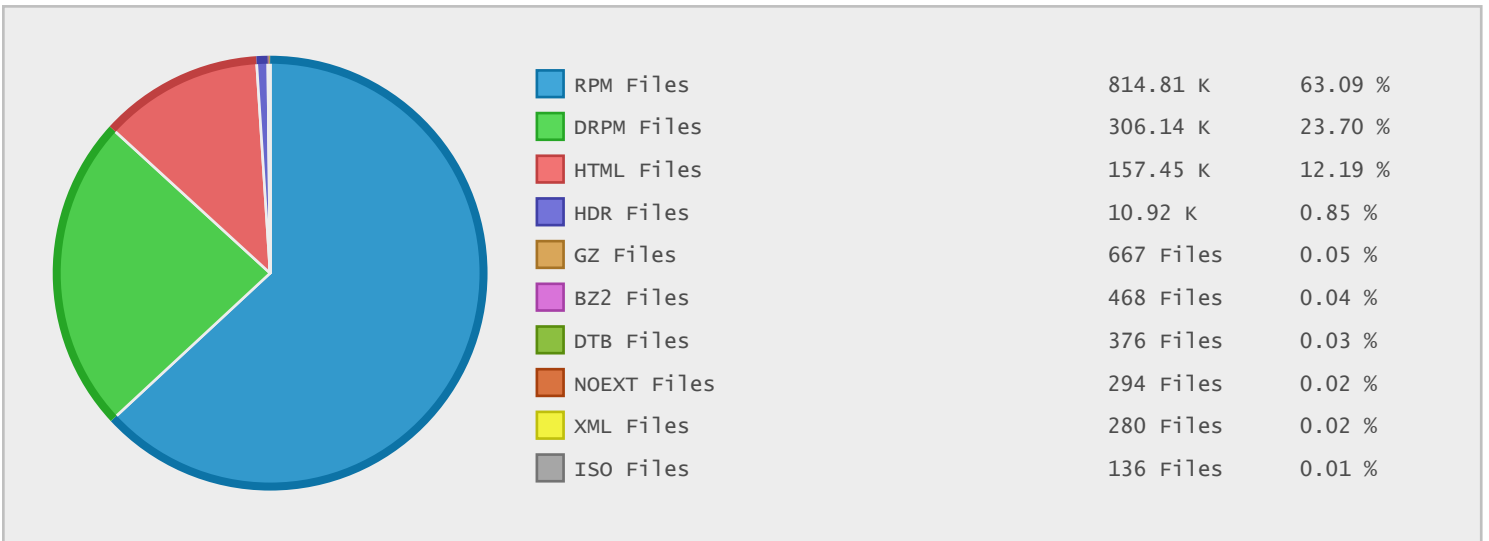 RPM Files 814.81 K 63.09 %
DRPM Files 306.14 K 23.70 %
HTML Files 157.45 K 12.19 %
HDR Files 10.92 K 0.85 %
GZ Files 667 Files 0.05 %
BZ2 Files 468 Files 0.04 %
DTB Files 376 Files 0.03 %
NOEXT Files 294 Files 0.02 %
XML Files 280 Files 0.02 %
ISO Files 136 Files 0.01 %